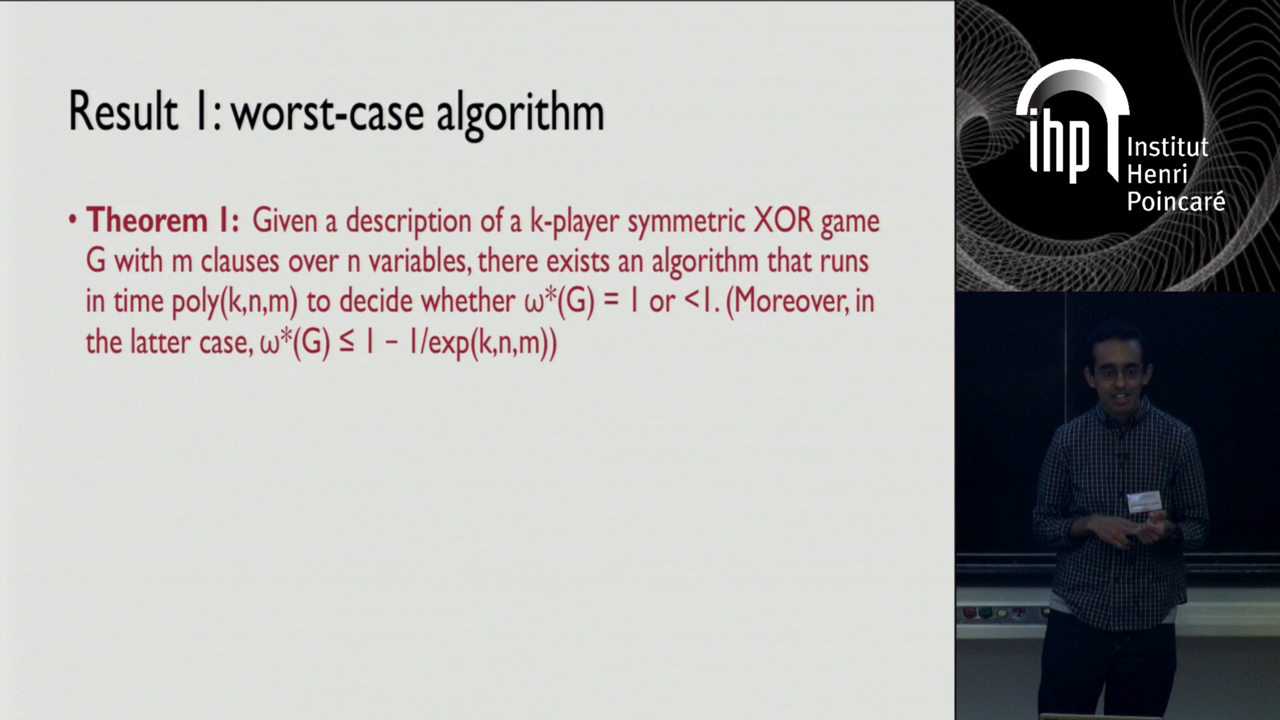 Result 1: worst-case algorithm
• Theorem 1: Given a description of a k-player symmetric XOR game
G with m clauses over n variables, there exists an algorithm that runs
in time poly(k,n,m) to decide whether ω*(G) = 1 or <1. (Moreover, in
the latter case, ω*(G) ≤ 1 − 1/exp(k,n,m))
ihp
Institut
Henri
Poincaré